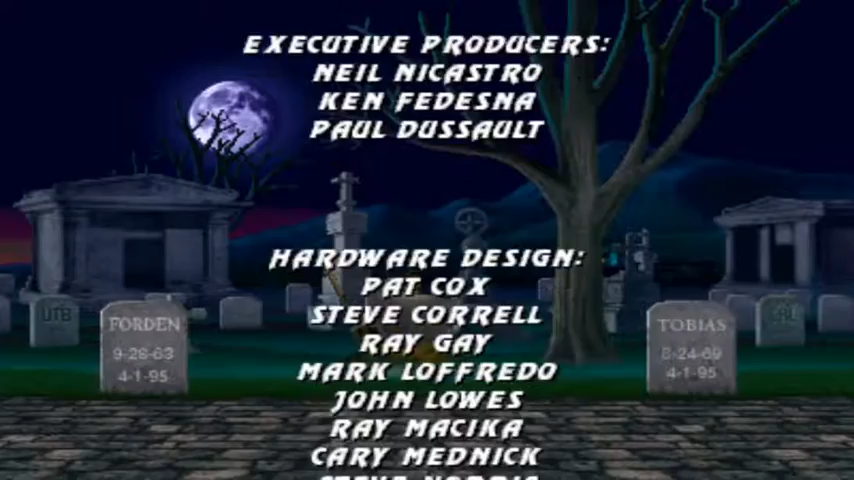 EXECUTIVE PRODUCERS:
NEIL NICASTRO
KEN FEDESNA
PAUL DUSSAULT
HARDWARE DESIGN:
PAT COX
STEVE CORRELL
RAY GAY
MARK LOFFREDO
JOHN LOWES
RAY MACIKA
CARY MEDNICK
UTB
FORDEN
9-28-63
4-1-95
TOBIAS
8-24-69
4-1-95